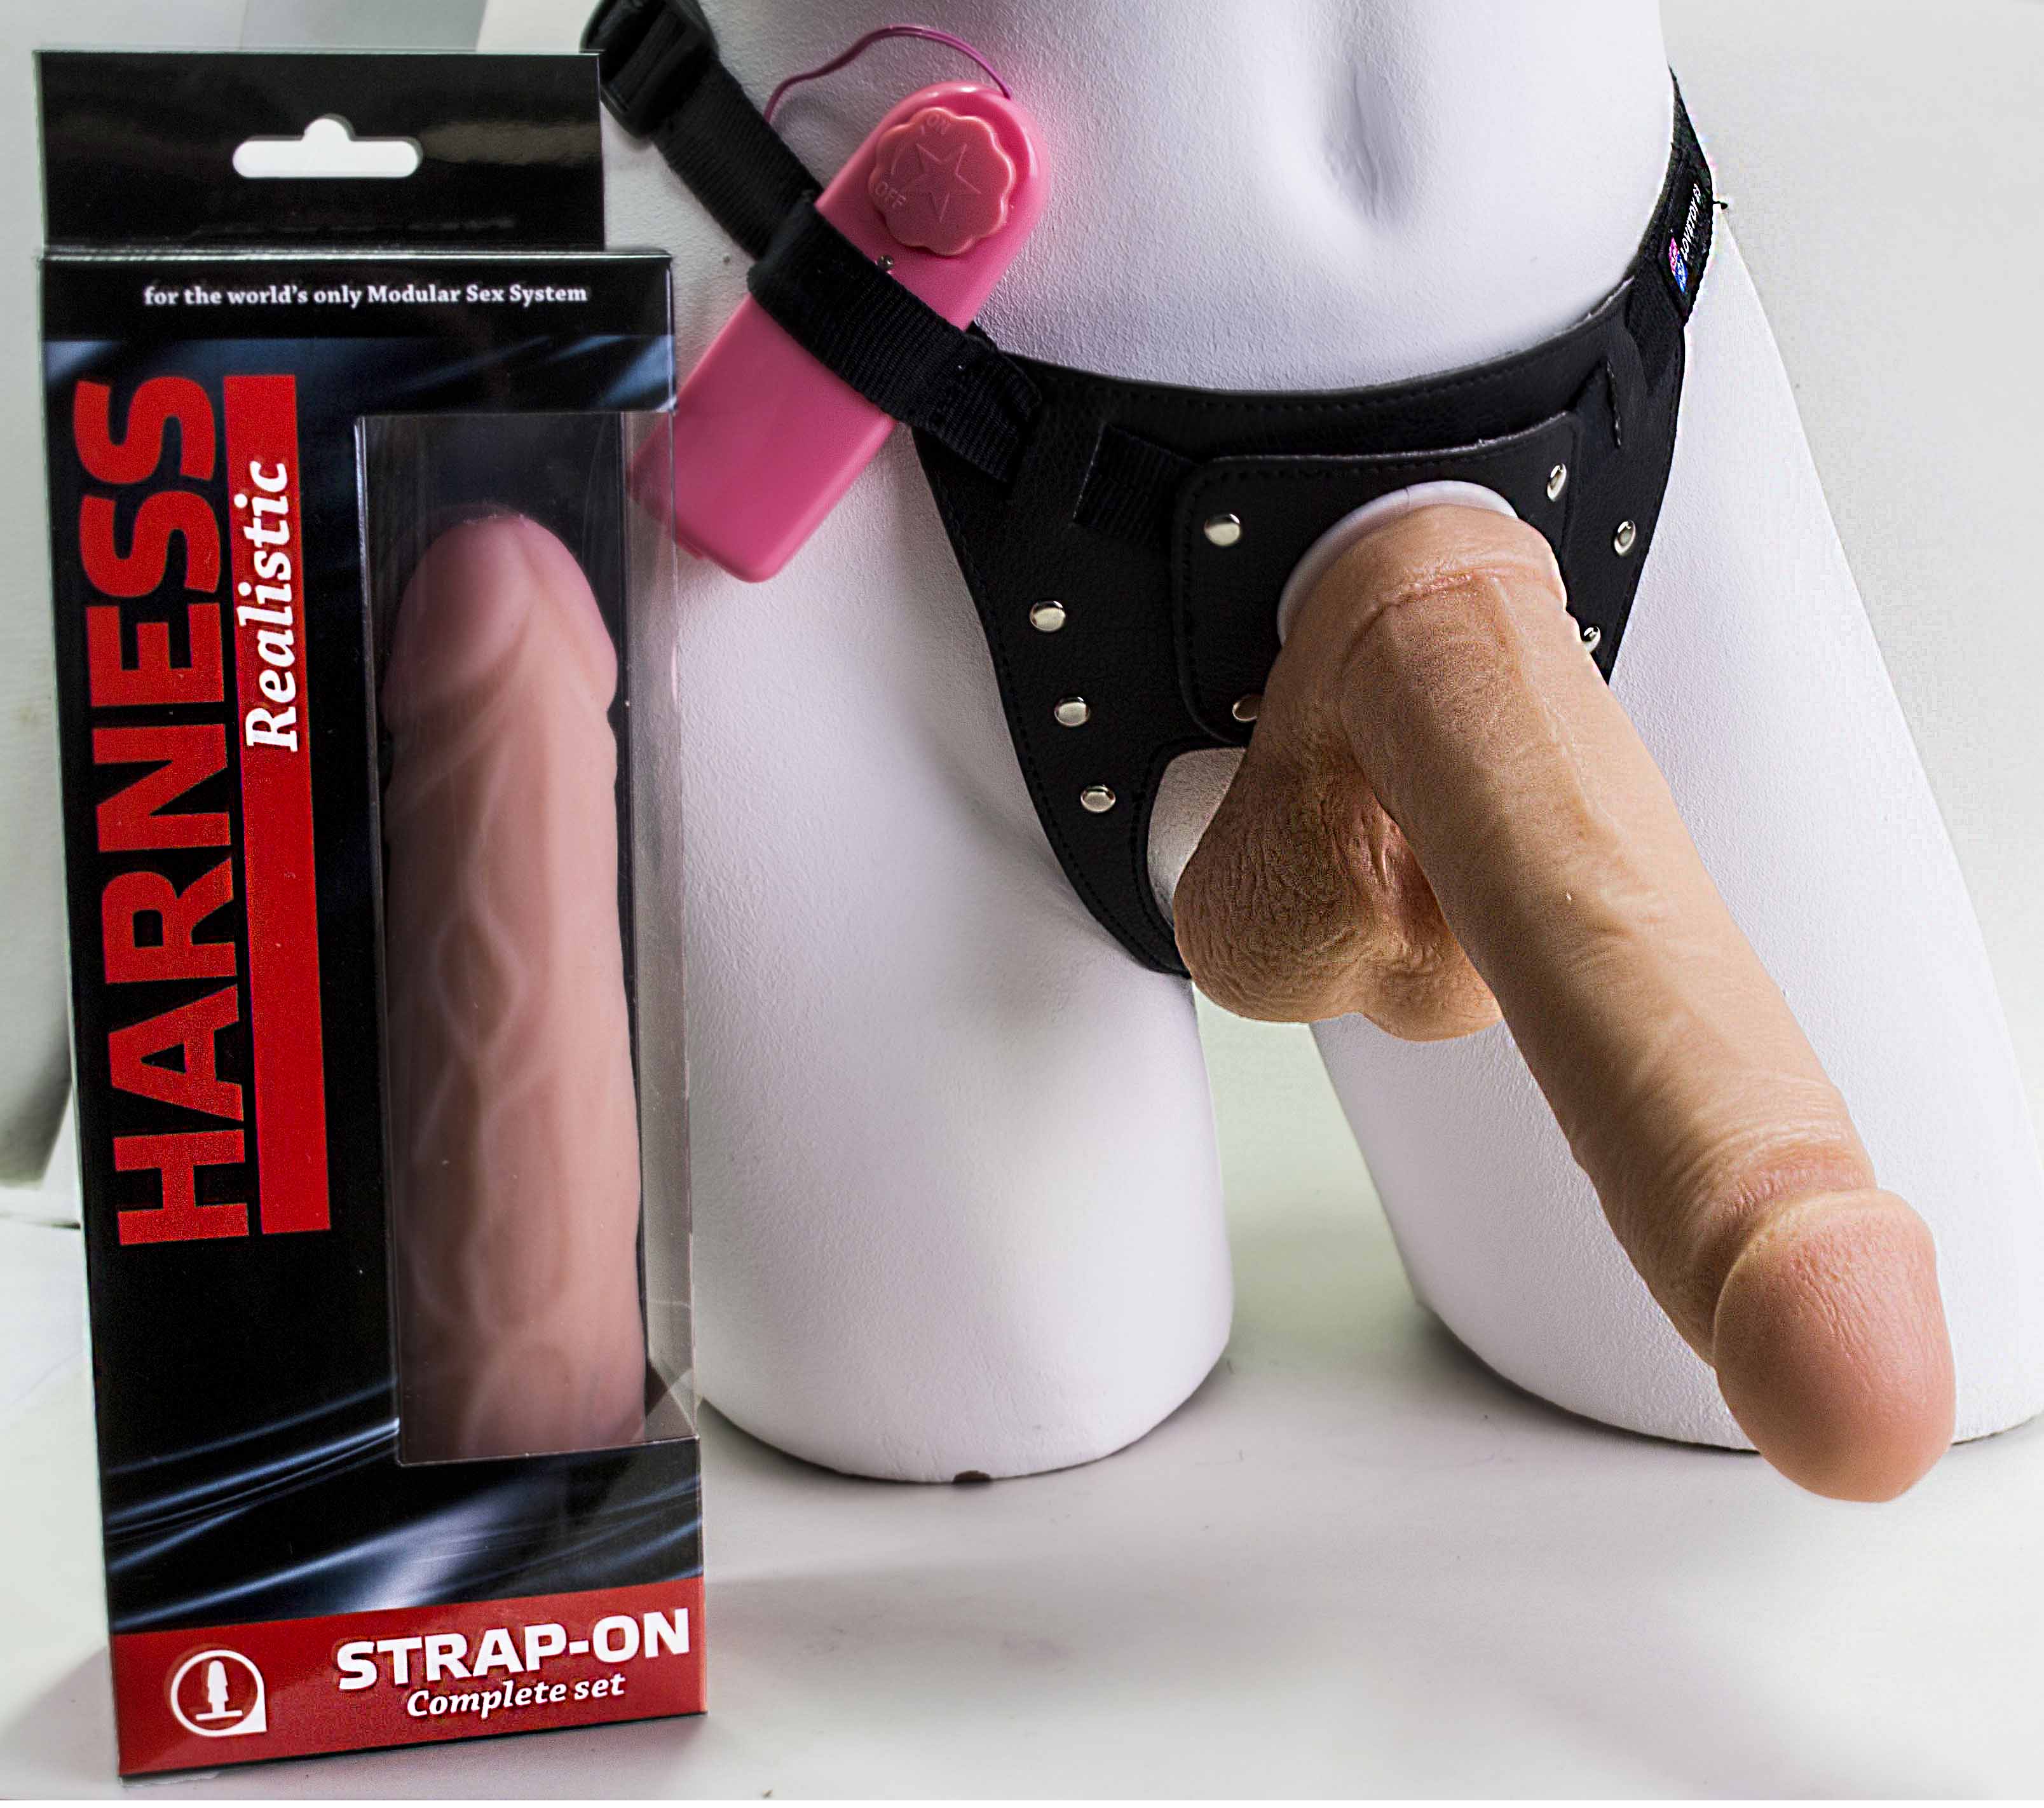 for the world's only Modular Sex System
HARNESS
Realistic
STRAP-ON
Complete set
ON
OFF